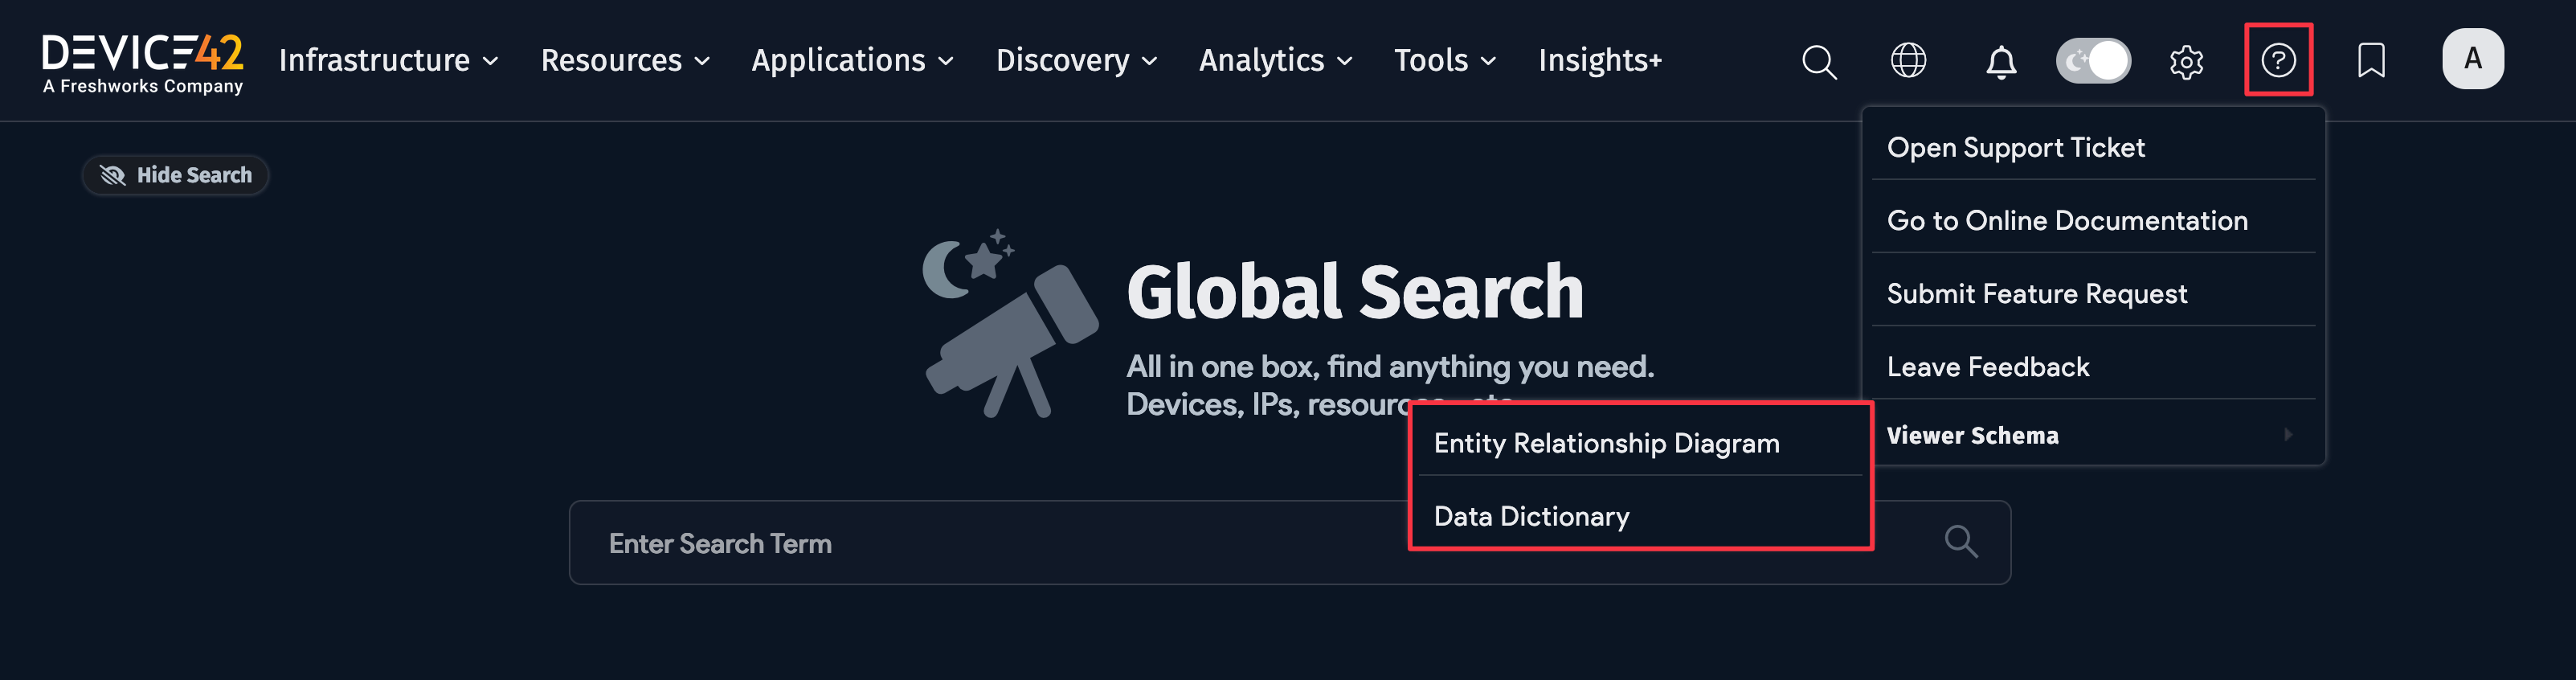 DEVICE42
A Freshworks Company
Infrastructure
Resources
Applications
Discovery
Analytics
Tools
Insights+
A
Hide Search
Global Search
All in one box, find anything you need.
Devices, IPs,
Enter Search Term
Open Support Ticket
Go to Online Documentation
Submit Feature Request
Leave Feedback
Viewer Schema
Entity Relationship Diagram
Data Dictionary